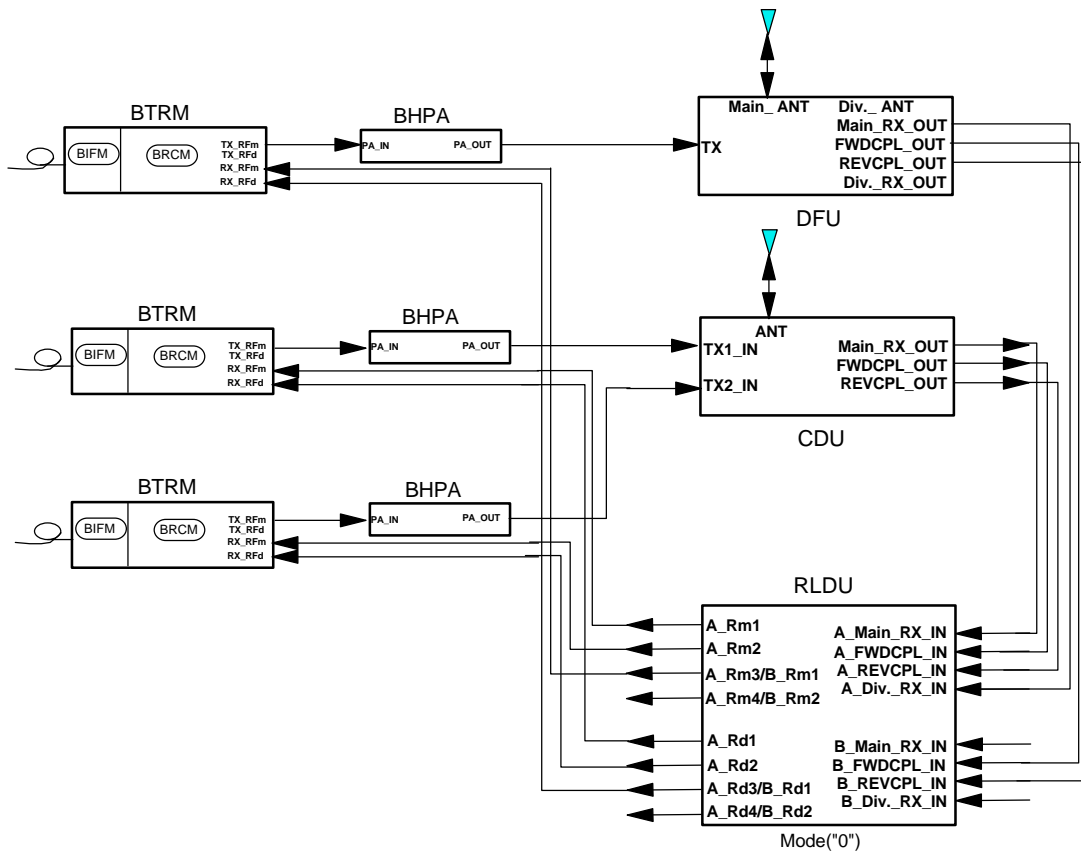 BTRM
BIFM
BRCM
TX_RFm
TX_RFd
RX_RFm
RX_RFd
BHPA
PA_IN
PA_OUT
Main_ ANT
Div._ ANT
TX
Main_RX_OUT
FWDCPL_OUT
REVCPL_OUT
Div._RX_OUT
DFU
BTRM
BIFM
BRCM
TX_RFm
TX_RFd
RX_RFm
RX_RFd
BHPA
PA_IN
PA_OUT
ANT
TX1_IN
TX2_IN
Main_RX_OUT
FWDCPL_OUT
REVCPL_OUT
CDU
BTRM
BIFM
BRCM
TX_RFm
TX_RFd
RX_RFm
RX_RFd
BHPA
PA_IN
PA_OUT
RLDU
A_Rm1
A_Rm2
A_Rm3/B_Rm1
A_Rm4/B_Rm2
A_Rd1
A_Rd2
A_Rd3/B_Rd1
A_Rd4/B_Rd2
A_Main_RX_IN
A_FWDCPL_IN
A_REVCPL_IN
A_Div._RX_IN
B_Main_RX_IN
B_FWDCPL_IN
B_REVCPL_IN
B_Div._RX_IN
Mode("0")